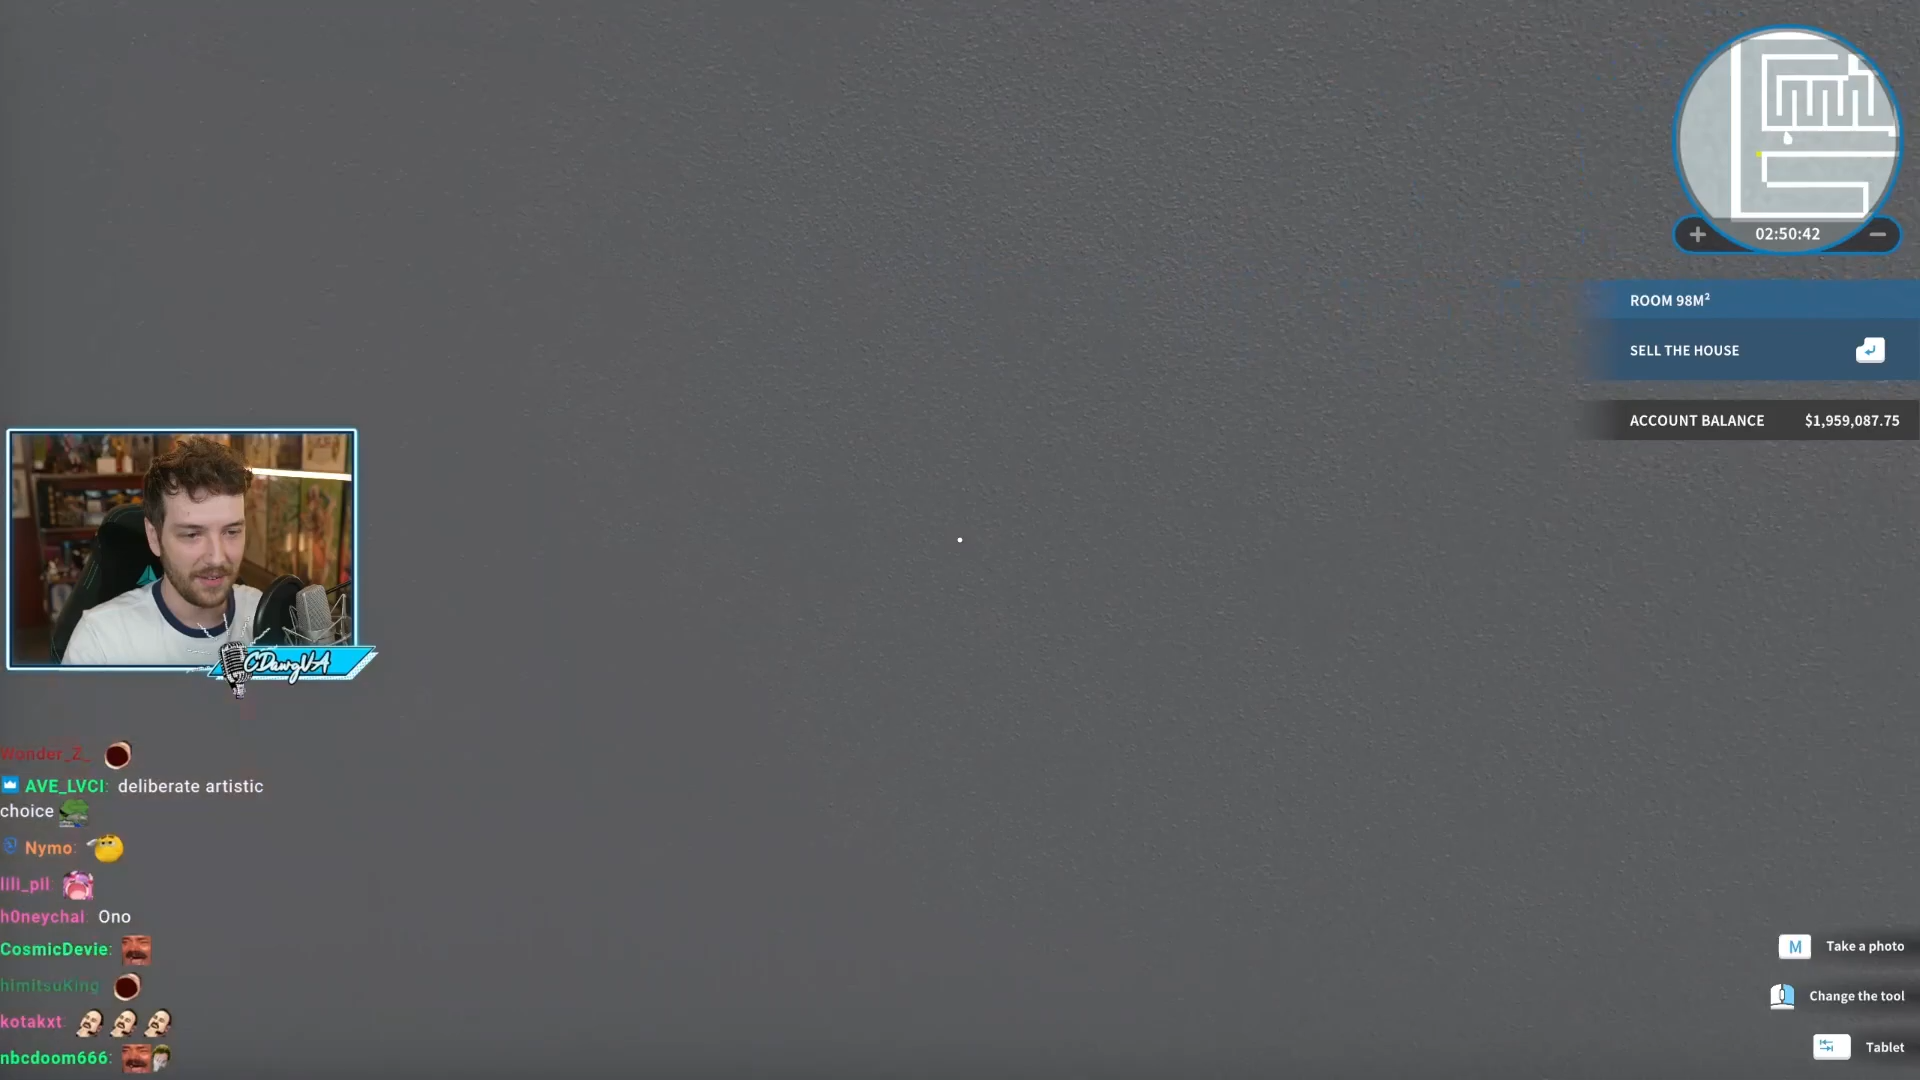 02:50:42
ROOM 98M²
SELL THE HOUSE
ACCOUNT BALANCE $1,959,087.75
CDawgVA
Wonder_Z_
AVE_LVCI: deliberate artistic
choice
Nymo:
h0neychai: Ono
CosmicDevie:
himitsuKing
kotakxt
nbcdoom666:
M Take a photo
Change the tool
Tablet